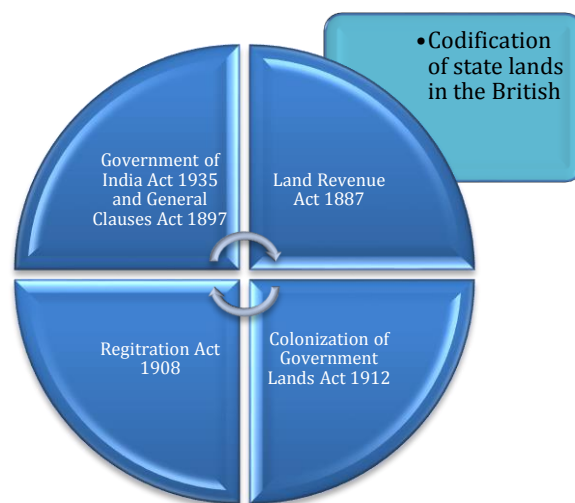 •Codification
of state lands
in the British
Government of
India Act 1935
and General
Clauses Act 1897
Land Revenue
Act 1887
Regitration Act
1908
Colonization of
Government
Lands Act 1912